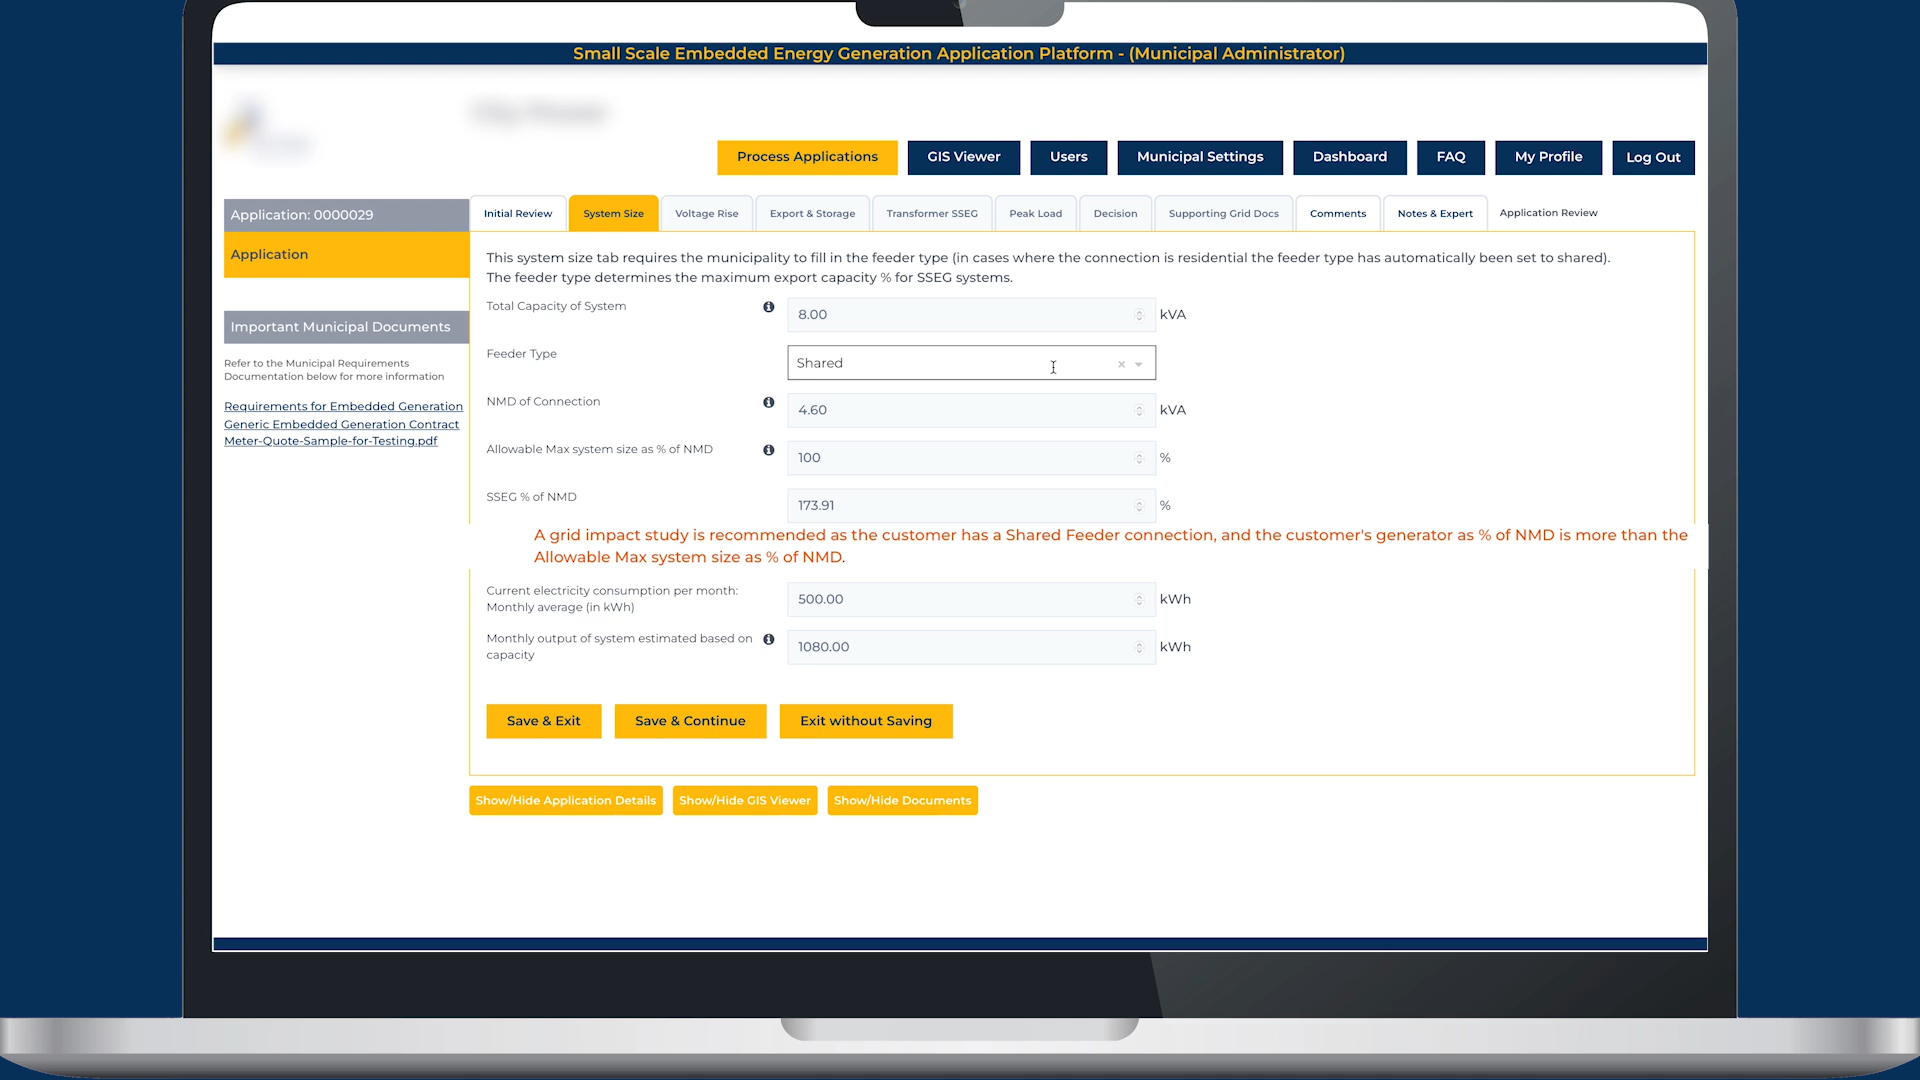 Small Scale Embedded Energy Generation Application Platform - (Municipal Administrator)
Process Applications
GIS Viewer
Users
Municipal Settings
Dashboard
FAQ
My Profile
Log Out
Application: 0000029
Application
Important Municipal Documents
Refer to the Municipal Requirements
Documentation below for more information
Requirements for Embedded Generation
Generic Embedded Generation Contract
Meter-Quote-Sample-for-Testing.pdf
Initial Review
System Size
Voltage Rise
Export & Storage
Transformer SSEG
Peak Load
Decision
Supporting Grid Docs
Comments
Notes & Expert
Application Review
This system size tab requires the municipality to fill in the feeder type (in cases where the connection is residential the feeder type has automatically been set to shared).
The feeder type determines the maximum export capacity % for SSEG systems.
Total Capacity of System
8.00
kVA
Feeder Type
Shared
NMD of Connection
4.60
kVA
Allowable Max system size as % of NMD
100
%
SSEG % of NMD
173.91
%
A grid impact study is recommended as the customer has a Shared Feeder connection, and the customer's generator as % of NMD is more than the
Allowable Max system size as % of NMD.
Current electricity consumption per month:
Monthly average (in kWh)
500.00
kWh
Monthly output of system estimated based on
capacity
1080.00
kWh
Save & Exit
Save & Continue
Exit without Saving
Show/Hide Application Details
Show/Hide GIS Viewer
Show/Hide Documents